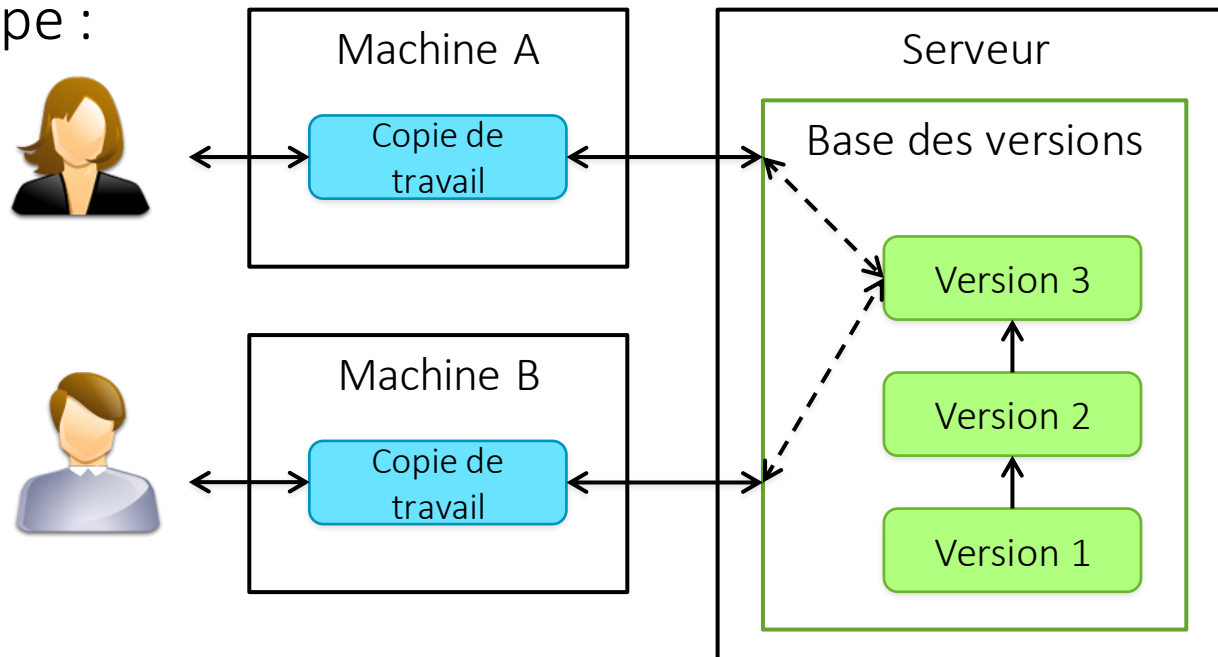 pe :
Machine A
Copie de
travail
Machine B
Copie de
travail
Serveur
Base des versions
Version 3
Version 2
Version 1